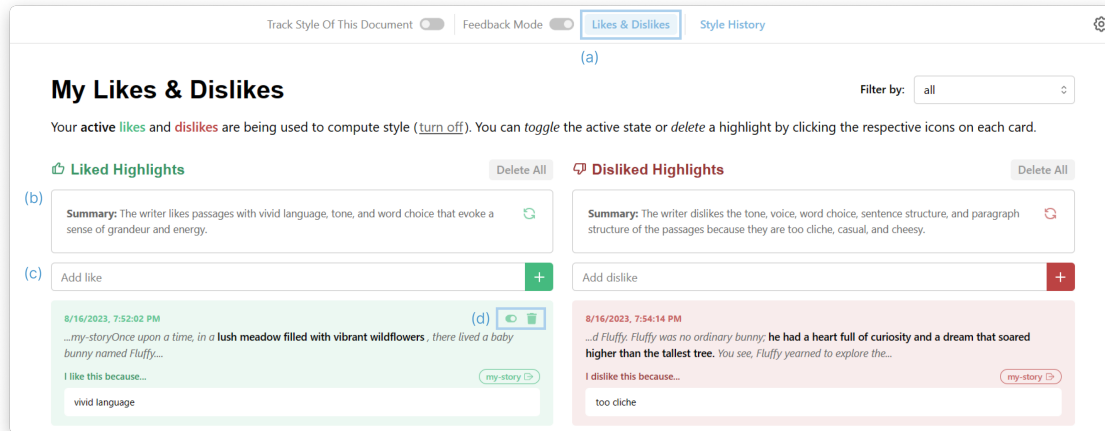 Track Style Of This Document Feedback Mode Likes & Dislikes Style History
(a)
My Likes & Dislikes
Filter by: all
Your active likes and dislikes are being used to compute style (turn off). You can toggle the active state or delete a highlight by clicking the respective icons on each card.
Liked Highlights Delete All
(b)
Summary: The writer likes passages with vivid language, tone, and word choice that evoke a
sense of grandeur and energy.
(c) Add like +
8/16/2023, 7:52:02 PM (d)
...my-storyOnce upon a time, in a lush meadow filled with vibrant wildflowers , there lived a baby
bunny named Fluffy....
I like this because... my-story
vivid language
Disliked Highlights Delete All
Summary: The writer dislikes the tone, voice, word choice, sentence structure, and paragraph
structure of the passages because they are too cliche, casual, and cheesy.
Add dislike +
8/16/2023, 7:54:14 PM
...d Fluffy. Fluffy was no ordinary bunny; he had a heart full of curiosity and a dream that soared
higher than the tallest tree. You see, Fluffy yearned to explore the...
I dislike this because... my-story
too cliche